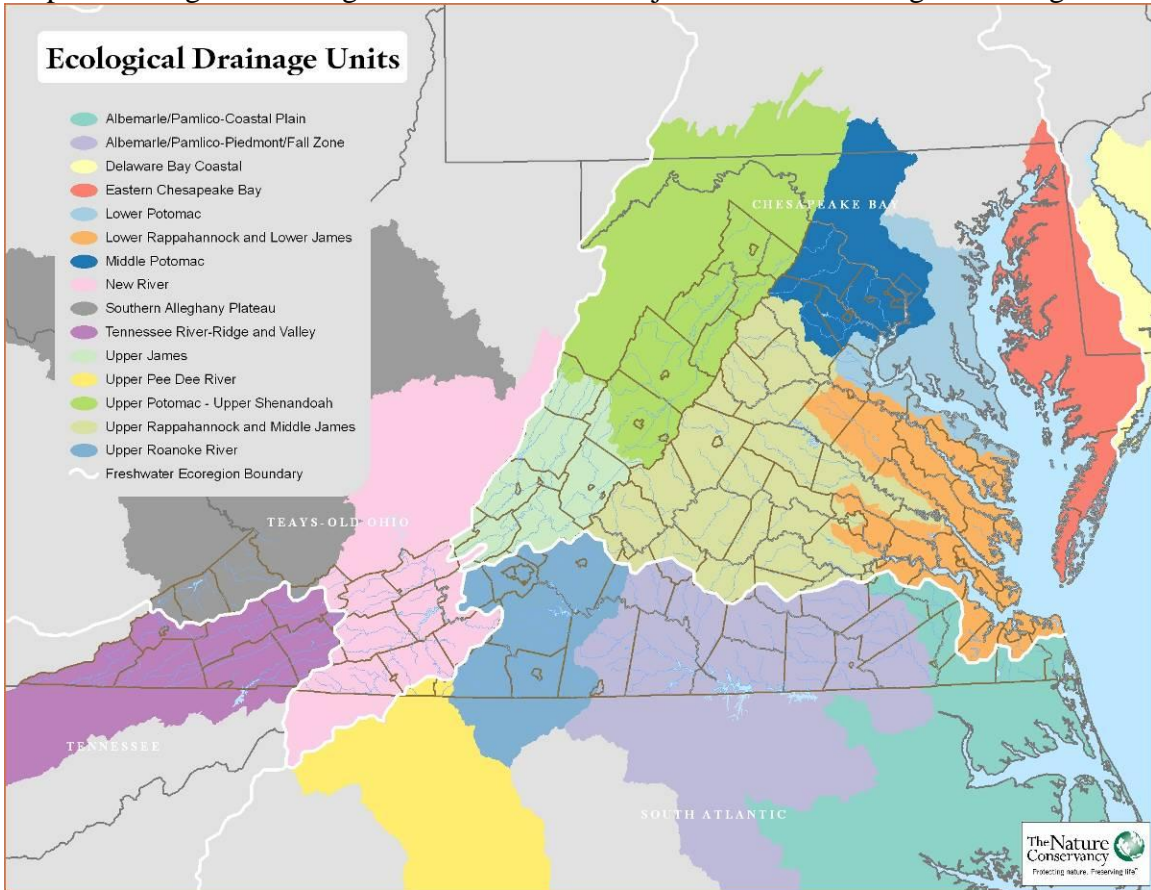 Ecological Drainage Units
Albemarle/Pamlico-Coastal Plain
Albemarle/Pamlico-Piedmont/Fall Zone
Delaware Bay Coastal
Eastern Chesapeake Bay
Lower Potomac
Lower Rappahannock and Lower James
Middle Potomac
New River
Southern Alleghany Plateau
Tennessee River-Ridge and Valley
Upper James
Upper Pee Dee River
Upper Potomac - Upper Shenandoah
Upper Rappahannock and Middle James
Upper Roanoke River
Freshwater Ecoregion Boundary
CHESAPEAKE BAY
TEAYS-OLD OHIO
TENNESSEE
SOUTH ATLANTIC
The Nature
Conservancy
Protecting nature. Preserving life™